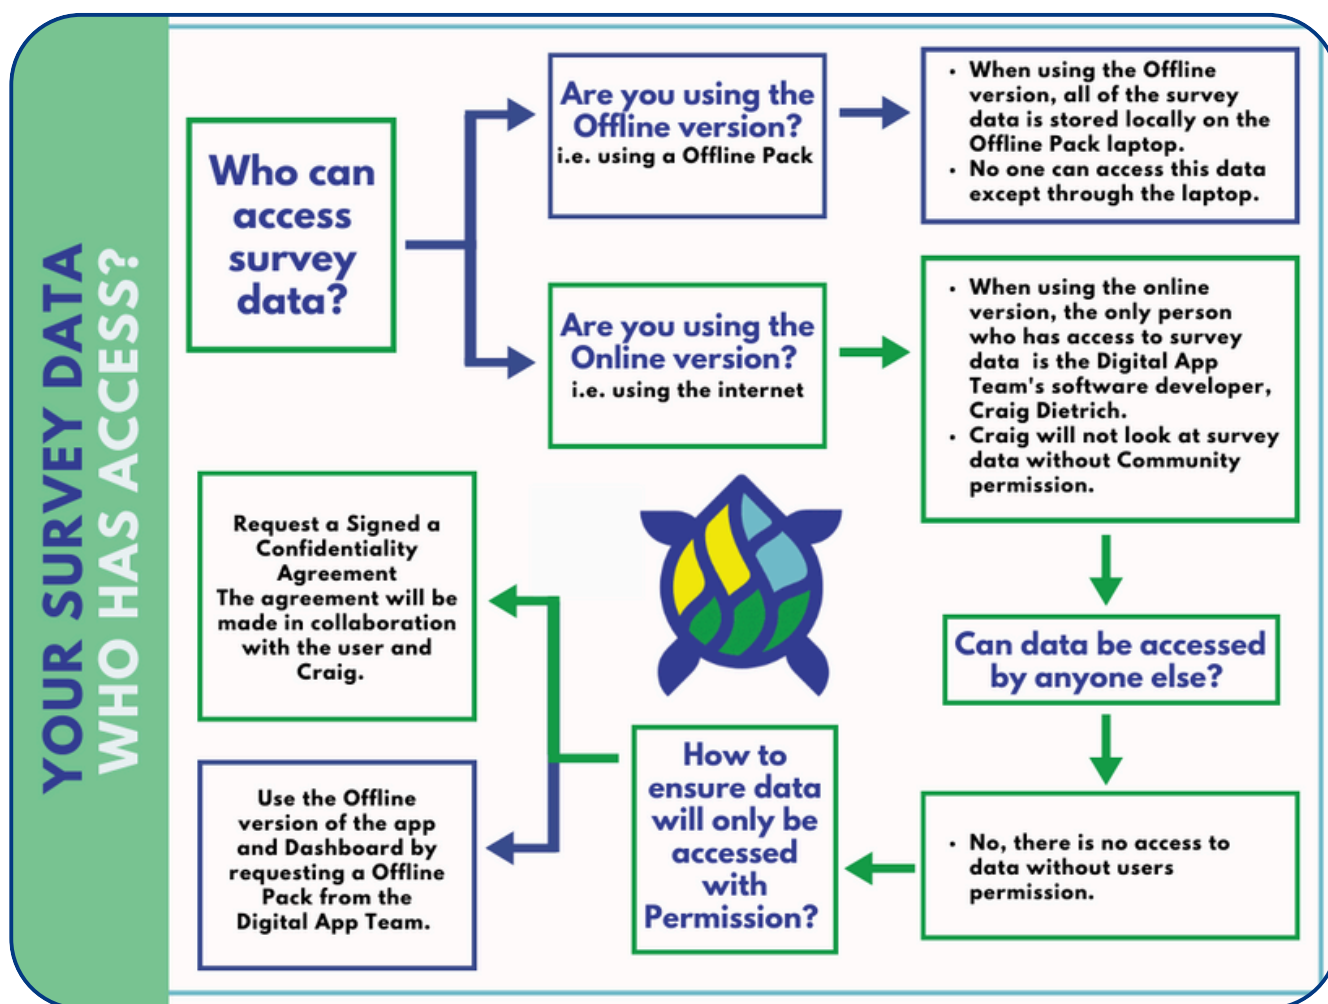 YOUR SURVEY DATA
WHO HAS ACCESS?
Who can
access
survey
data?
Are you using the
Offline version?
i.e. using a Offline Pack
• When using the Offline
version, all of the survey
data is stored locally on the
Offline Pack laptop.
• No one can access this data
except through the laptop.
Are you using the
Online version?
i.e. using the internet
• When using the online
version, the only person
who has access to survey
data is the Digital App
Team's software developer,
Craig Dietrich.
• Craig will not look at survey
data without Community
permission.
Can data be accessed
by anyone else?
• No, there is no access to
data without users
permission.
How to
ensure data
will only be
accessed
with
Permission?
Request a Signed a
Confidentiality
Agreement
The agreement will be
made in collaboration
with the user and
Craig.
Use the Offline
version of the app
and Dashboard by
requesting a Offline
Pack from the
Digital App Team.